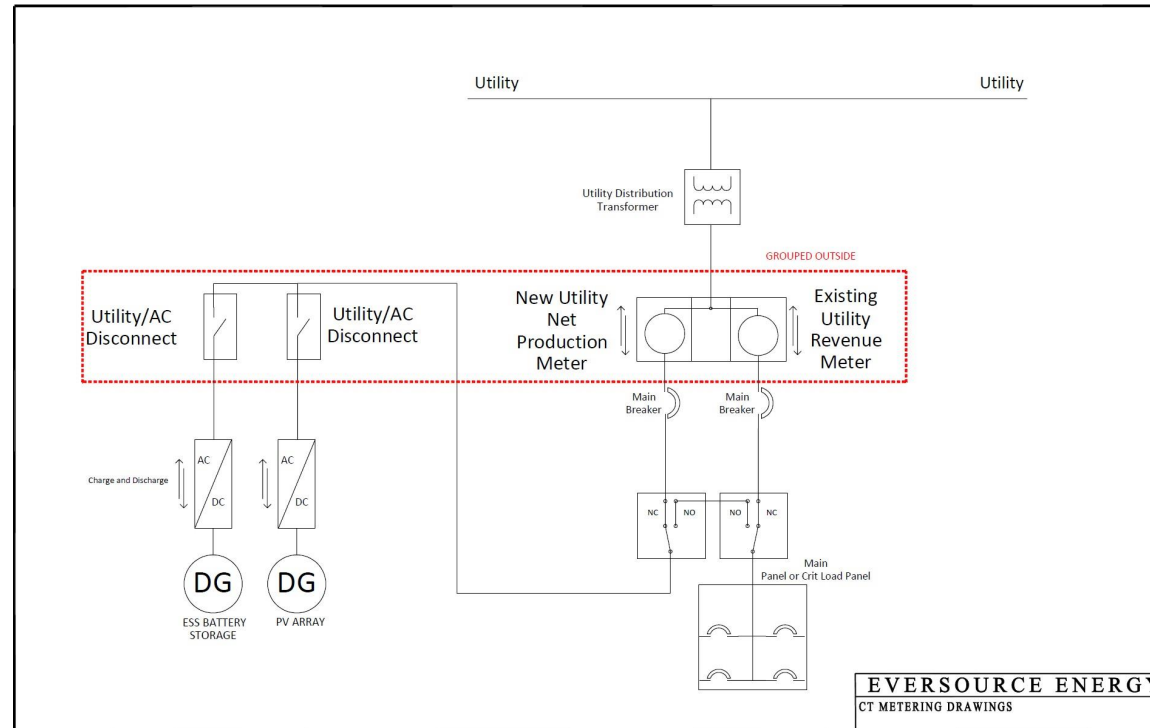 Utility
Utility
Utility Distribution
Transformer
GROUPED OUTSIDE
Utility/AC
Disconnect
Utility/AC
Disconnect
New Utility
Net
Production
Meter
Existing
Utility
Revenue
Meter
Main
Breaker
Main
Breaker
Charge and Discharge
AC
DC
AC
DC
NC
NO
NO
NC
DG
DG
ESS BATTERY
STORAGE
PV ARRAY
Main
Panel or Crit Load Panel
EVERSOURCE ENERGY
CT METERING DRAWINGS